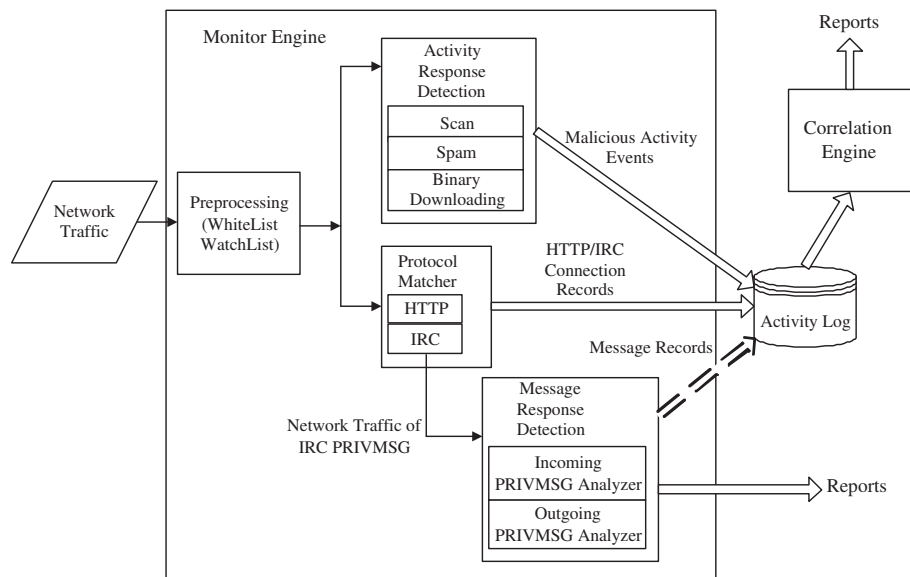 Monitor Engine
Network
Traffic
Preprocessing
(WhiteList
WatchList)
Activity
Response
Detection
Scan
Spam
Binary
Downloading
Protocol
Matcher
HTTP
IRC
Network Traffic of
IRC PRIVMSG
Message
Response
Detection
Incoming
PRIVMSG Analyzer
Outgoing
PRIVMSG Analyzer
Malicious Activity
Events
HTTP/IRC
Connection
Records
Message Records
Activity Log
Correlation
Engine
Reports
Reports